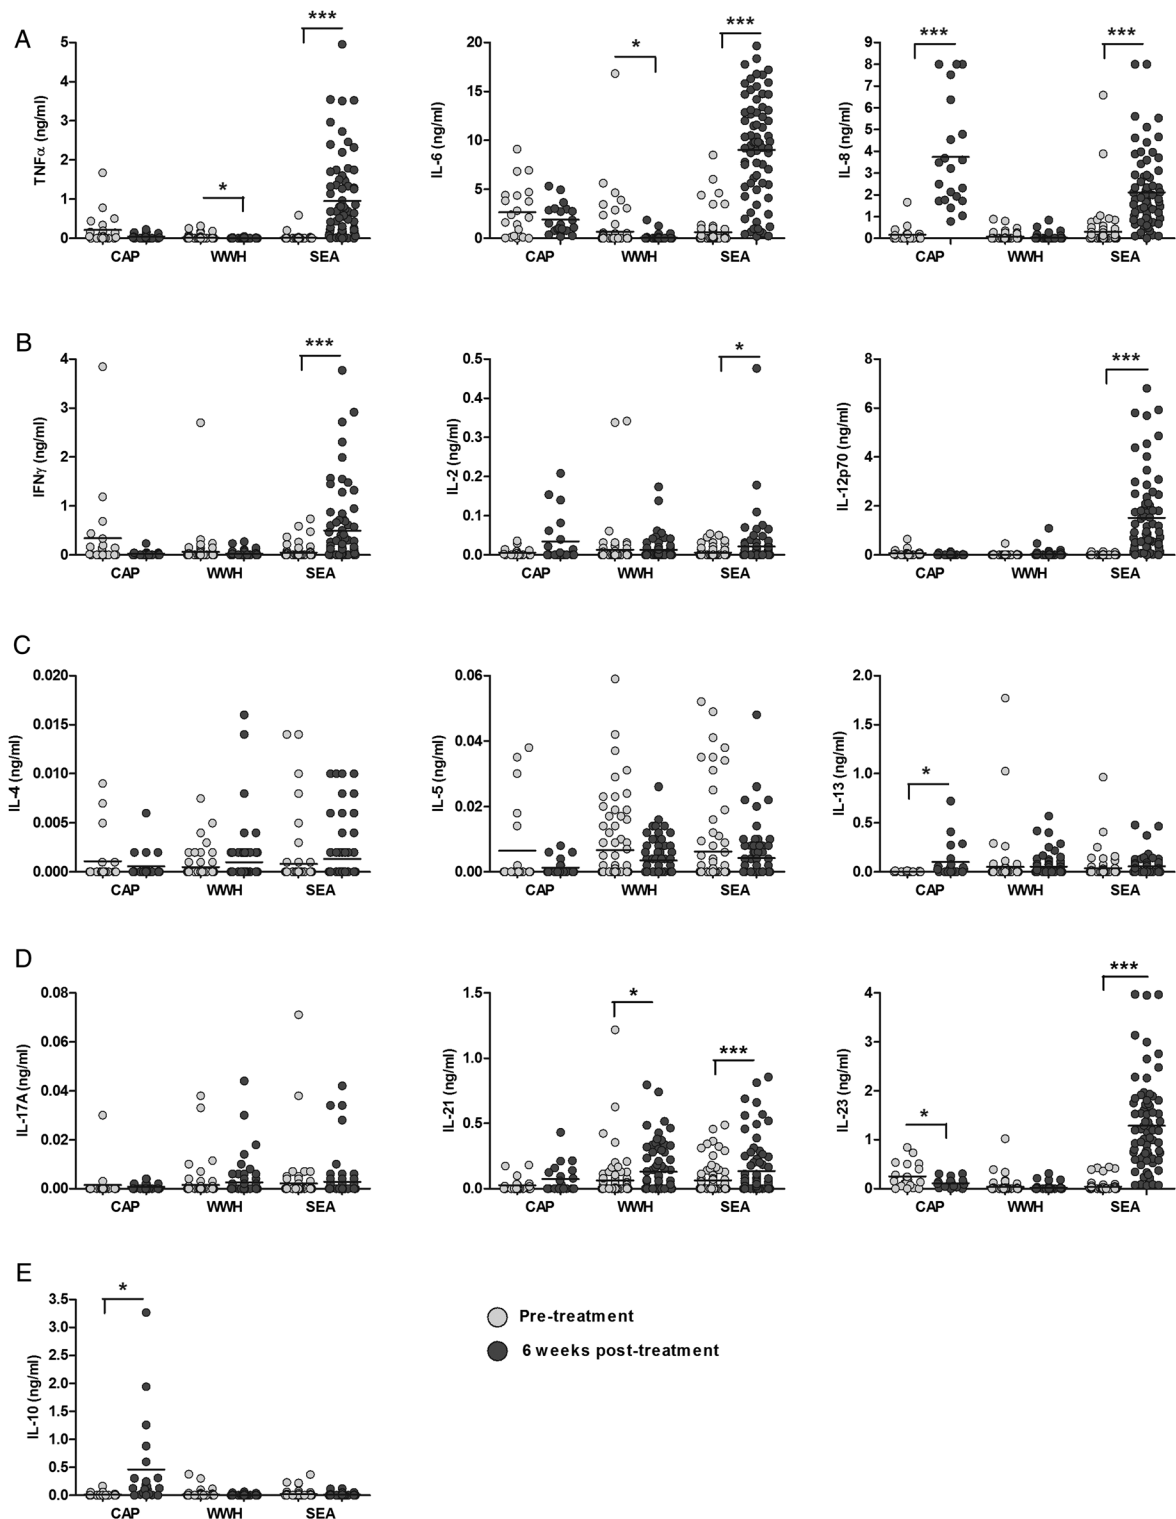 A
***
TNFα (ng/ml)
5
4
3
2
1
0
*
CAP
WWH
SEA
***
IL-6 (ng/ml)
20
15
10
5
0
*
CAP
WWH
SEA
***
***
IL-8 (ng/ml)
9
8
7
6
5
4
3
2
1
0
CAP
WWH
SEA
B
***
IFNγ (ng/ml)
4
3
2
1
0
CAP
WWH
SEA
*
IL-2 (ng/ml)
0.5
0.4
0.3
0.2
0.1
0.0
CAP
WWH
SEA
***
IL-12p70 (ng/ml)
8
6
4
2
0
CAP
WWH
SEA
C
IL-4 (ng/ml)
0.020
0.015
0.010
0.005
0.000
CAP
WWH
SEA
IL-5 (ng/ml)
0.06
0.04
0.02
0.00
CAP
WWH
SEA
IL-13 (ng/ml)
2.0
1.5
1.0
0.5
0.0
*
CAP
WWH
SEA
D
IL-17A (ng/ml)
0.08
0.06
0.04
0.02
0.00
CAP
WWH
SEA
IL-21 (ng/ml)
1.5
1.0
0.5
0.0
*
***
CAP
WWH
SEA
***
IL-23 (ng/ml)
4
3
2
1
0
*
CAP
WWH
SEA
E
*
IL-10 (ng/ml)
3.5
3.0
2.5
2.0
1.5
1.0
0.5
0.0
CAP
WWH
SEA
Pre-treatment
6 weeks post-treatment